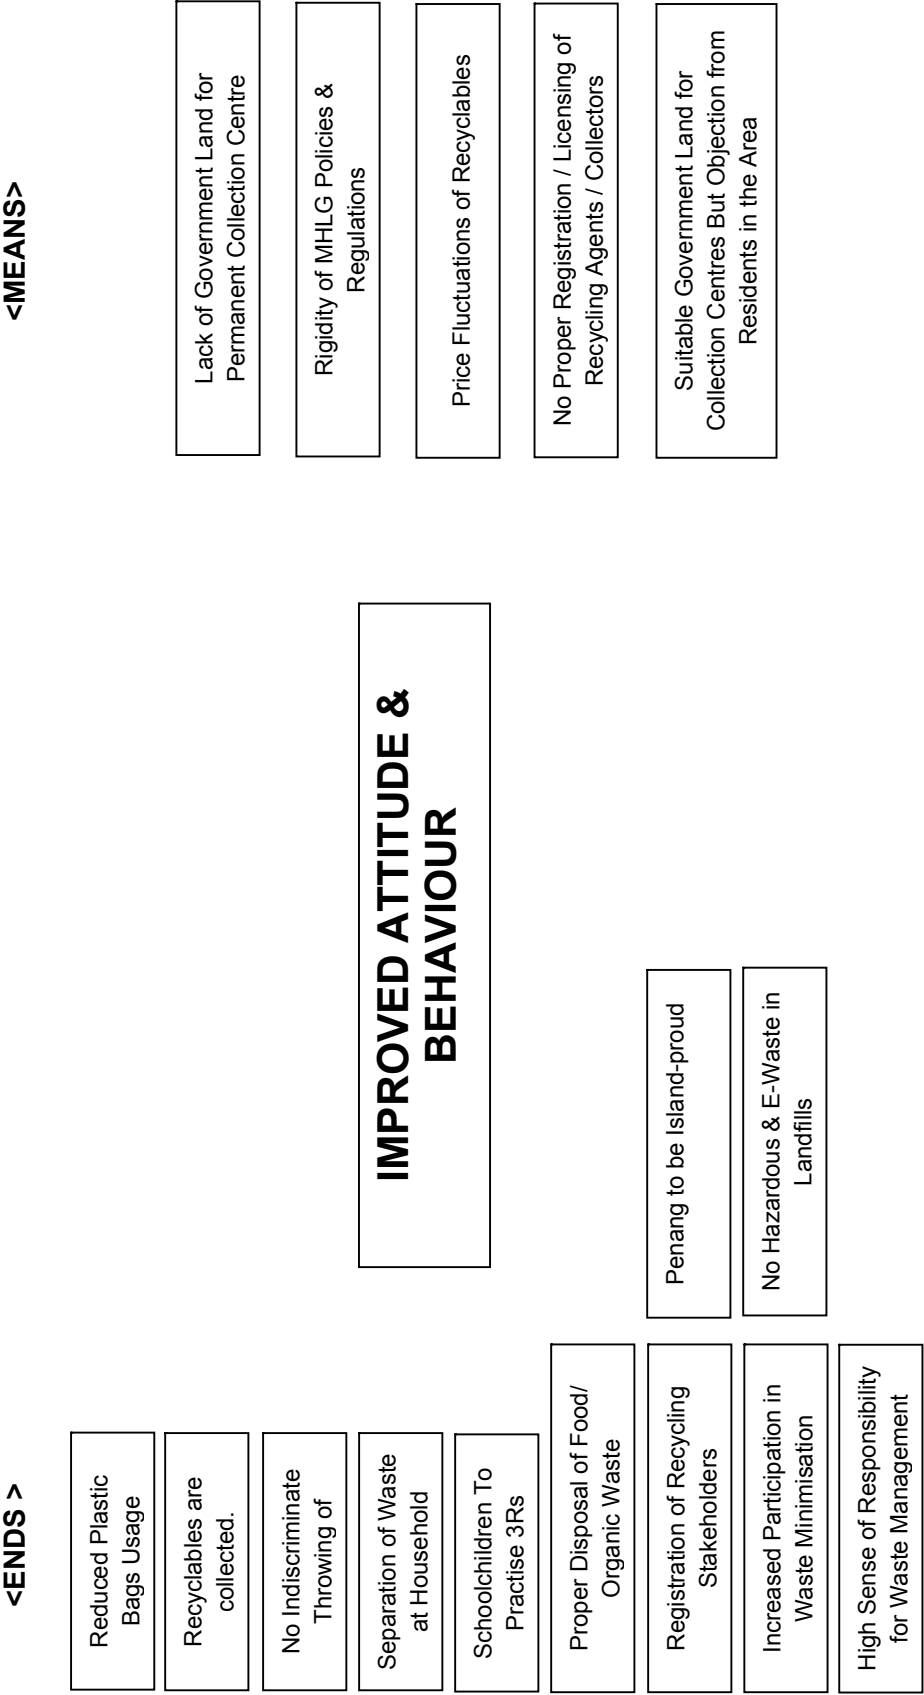 <ENDS >
<MEANS>
Reduced Plastic
Bags Usage
Recyclables are
collected.
No Indiscriminate
Throwing of
Separation of Waste
at Household
Schoolchildren To
Practise 3Rs
Proper Disposal of Food/
Organic Waste
Registration of Recycling
Stakeholders
Increased Participation in
Waste Minimisation
High Sense of Responsibility
for Waste Management
Penang to be Island-proud
No Hazardous & E-Waste in
Landfills
IMPROVED ATTITUDE &
BEHAVIOUR
Lack of Government Land for
Permanent Collection Centre
Rigidity of MHLG Policies &
Regulations
Price Fluctuations of Recyclables
No Proper Registration / Licensing of
Recycling Agents / Collectors
Suitable Government Land for
Collection Centres But Objection from
Residents in the Area